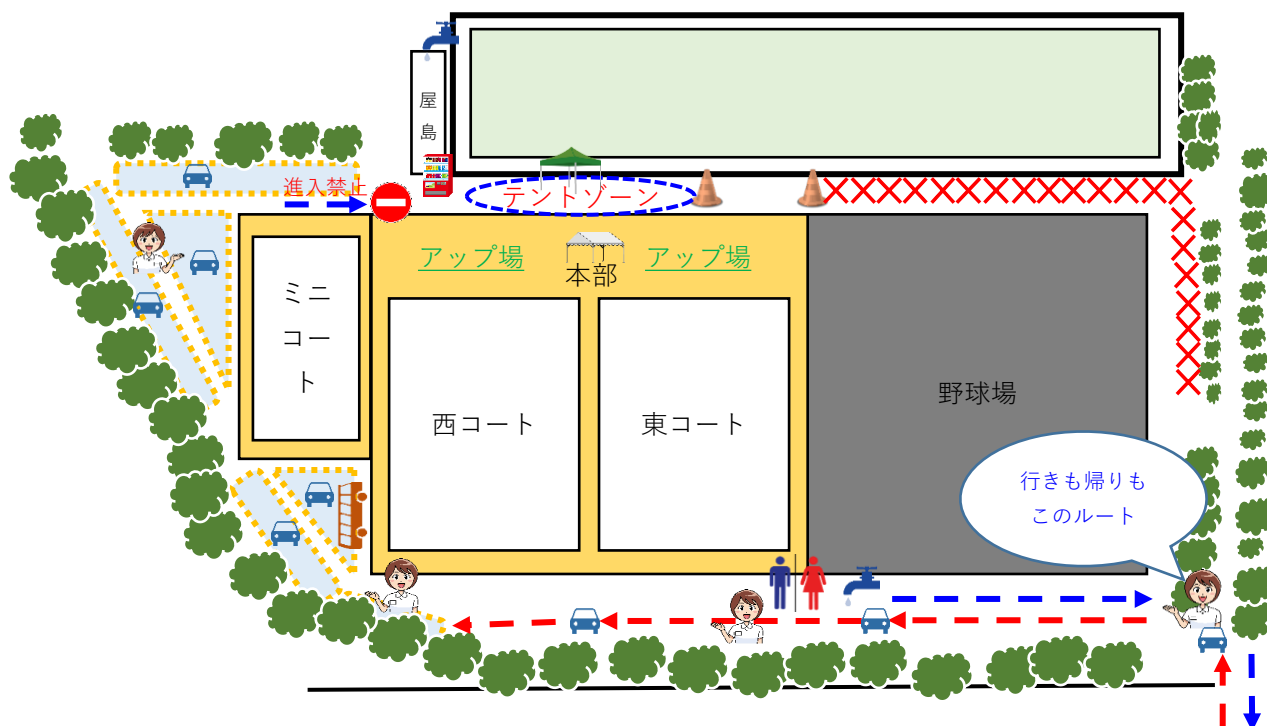 屋
島
進入禁止
テントゾーン
アップ場
アップ場
本部
ミニ
コー
ト
西コート
東コート
野球場
行きも帰りも
このルート